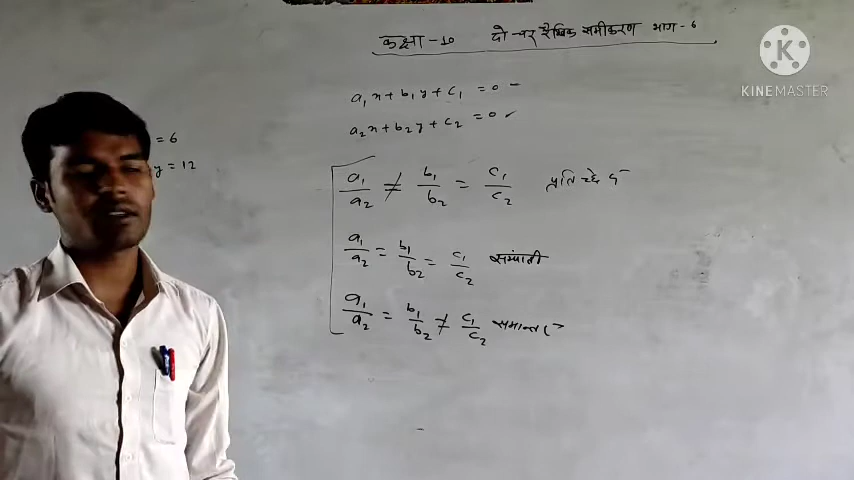 कक्षा - 10 दो चर रैखिक समीकरण भाग - 6
K
KINEMASTER
a₁x + b₁y + c₁ = 0
a₂x + b₂y + c₂ = 0 ✓
= 6
y = 12
a₁/a₂ ≠ b₁/b₂ = c₁/c₂ प्रतिच्छेद
a₁/a₂ = b₁/b₂ = c₁/c₂ संपाती
a₁/a₂ = b₁/b₂ ≠ c₁/c₂ समान्तर